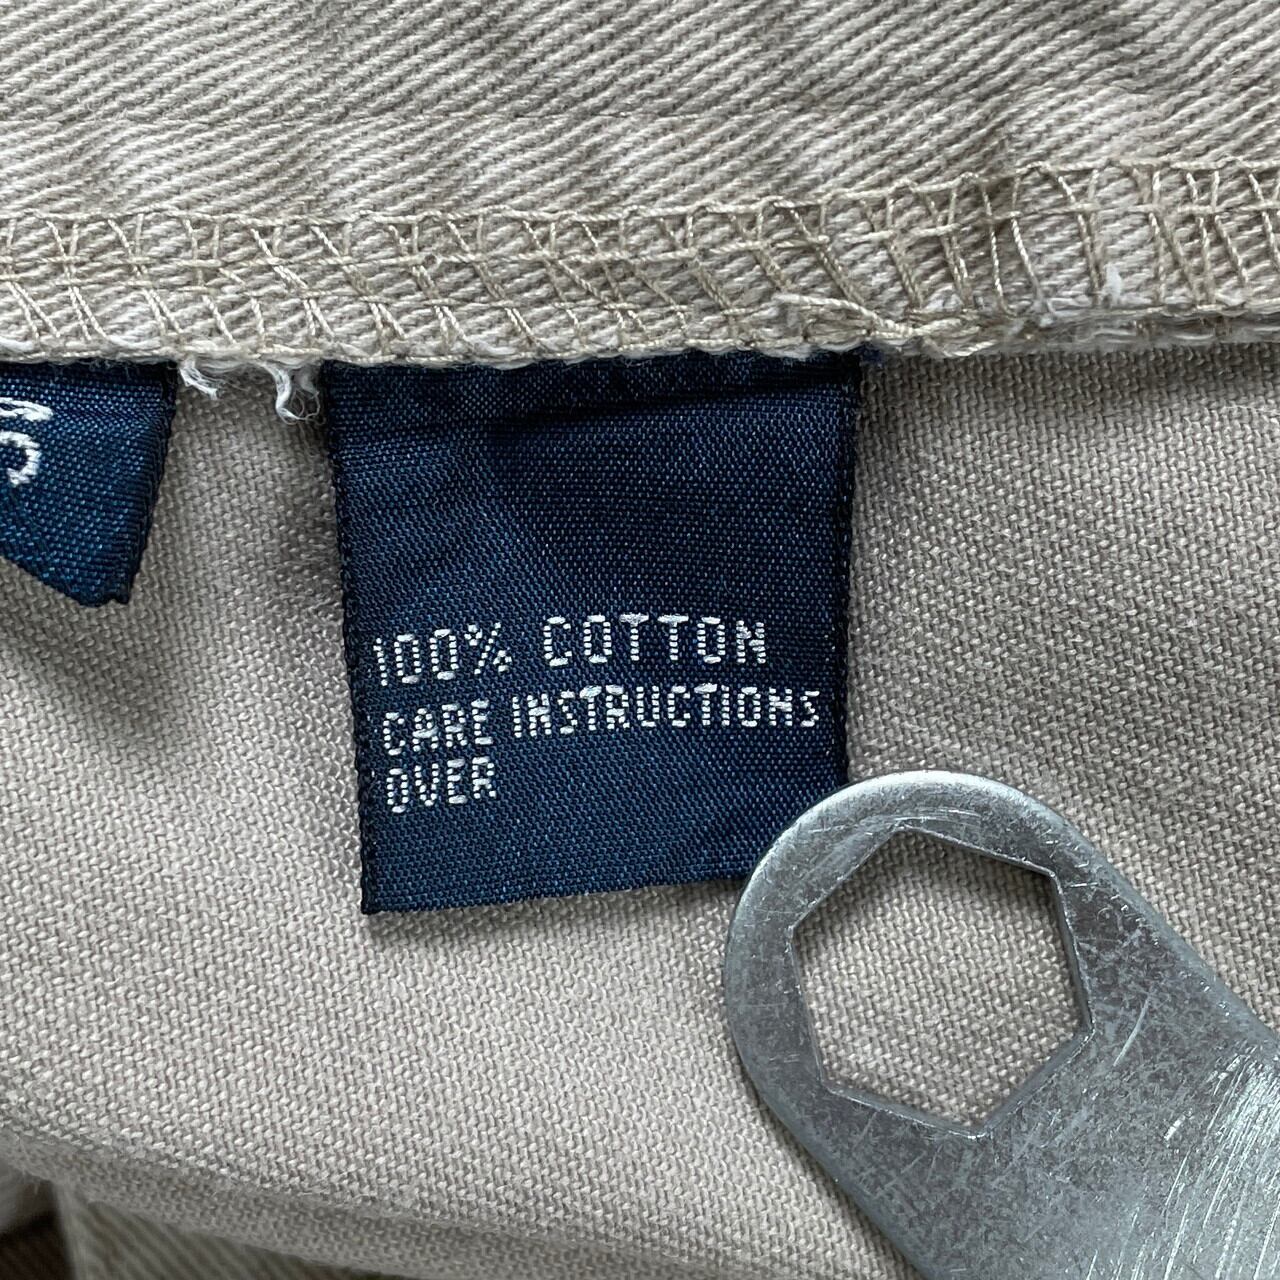 100% COTTON
CARE INSTRUCTIONS
OVER